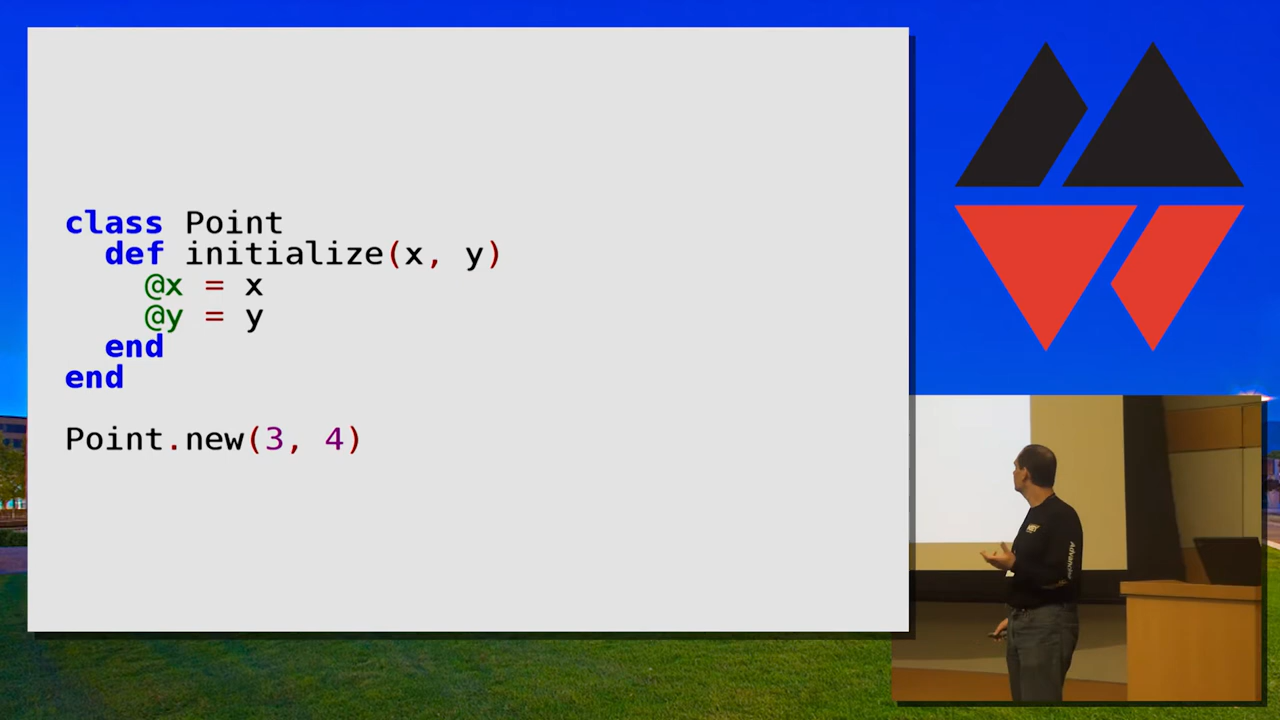 class Point
  def initialize(x, y)
    @x = x
    @y = y
  end
end

Point.new(3, 4)